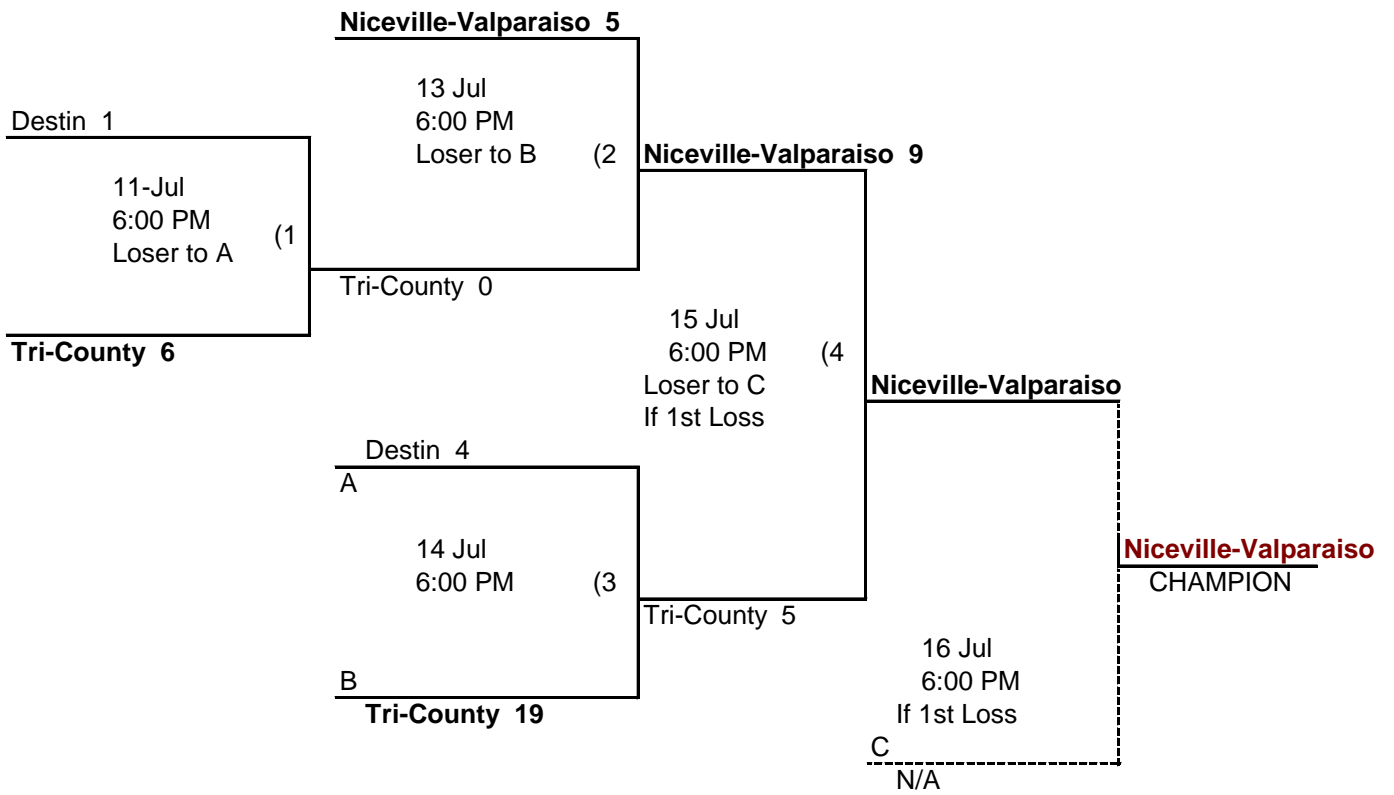 Niceville-Valparaiso 5
13 Jul
6:00 PM
Loser to B (2
Destin 1
11-Jul
6:00 PM
Loser to A (1
Tri-County 6
Niceville-Valparaiso 9
Tri-County 0
15 Jul
6:00 PM (4
Loser to C
If 1st Loss
Niceville-Valparaiso
Destin 4
A
14 Jul
6:00 PM (3
B
Tri-County 19
Tri-County 5
16 Jul
6:00 PM
If 1st Loss
C
N/A
Niceville-Valparaiso
CHAMPION